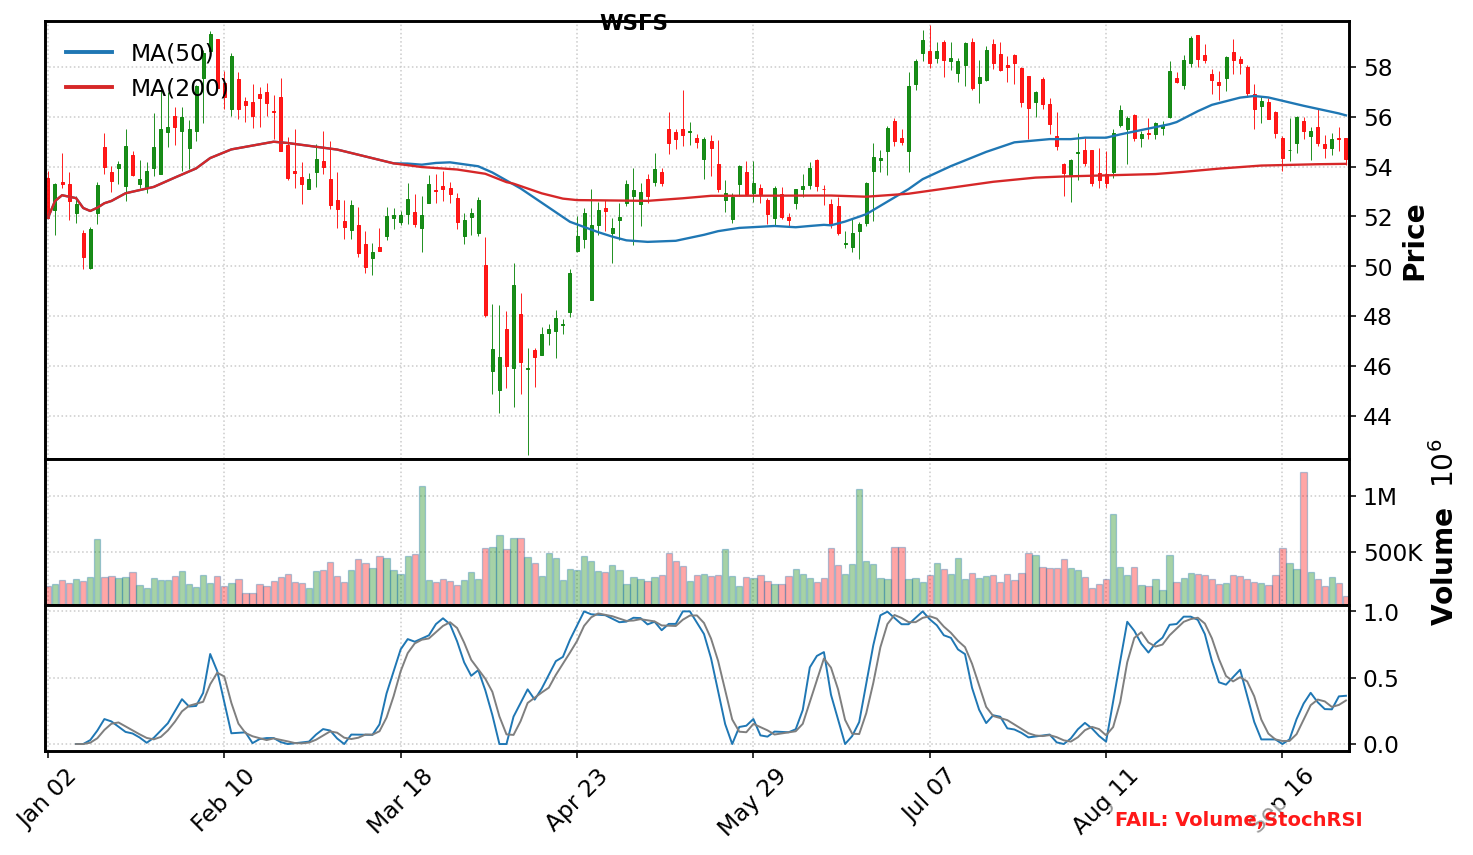 WSFS
MA(50)
MA(200)
58
56
54
52
50
48
46
44
Price
1M
500K
Volume 10⁶
1.0
0.5
0.0
Jan 02
Feb 10
Mar 18
Apr 23
May 29
Jul 07
Aug 11
Sep 16
FAIL: Volume,StochRSI